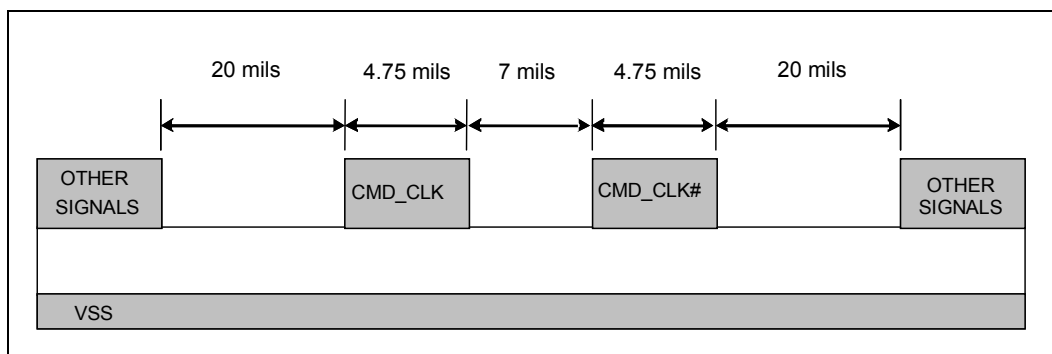 20 mils
4.75 mils
7 mils
4.75 mils
20 mils
OTHER
SIGNALS
CMD_CLK
CMD_CLK#
OTHER
SIGNALS
VSS